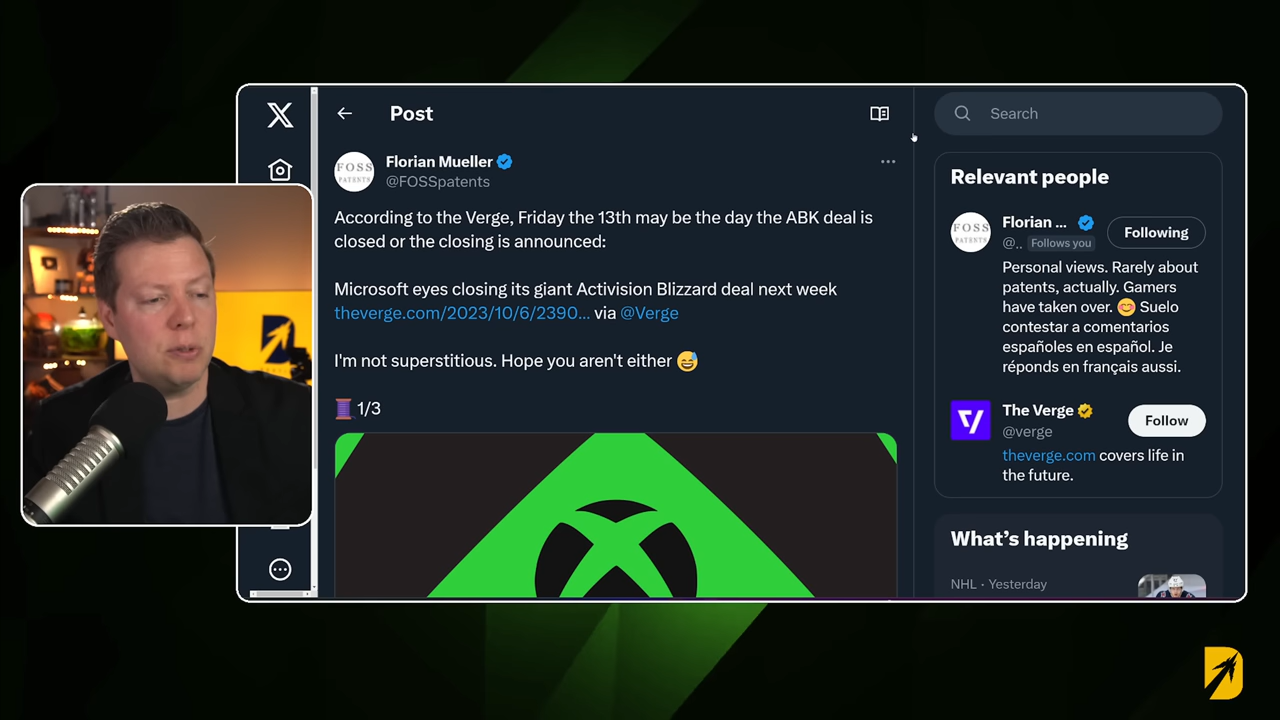 Post
Search
FOSS
PATENTS
Florian Mueller
@FOSSpatents
According to the Verge, Friday the 13th may be the day the ABK deal is
closed or the closing is announced:
Microsoft eyes closing its giant Activision Blizzard deal next week
theverge.com/2023/10/6/2390... via @Verge
I'm not superstitious. Hope you aren't either 😅
🧵 1/3
Relevant people
FOSS
PATENTS
Florian ...
@..
Follows you
Following
Personal views. Rarely about
patents, actually. Gamers
have taken over. 😊 Suelo
contestar a comentarios
españoles en español. Je
réponds en français aussi.
The Verge
@verge
Follow
theverge.com covers life in
the future.
What's happening
NHL · Yesterday